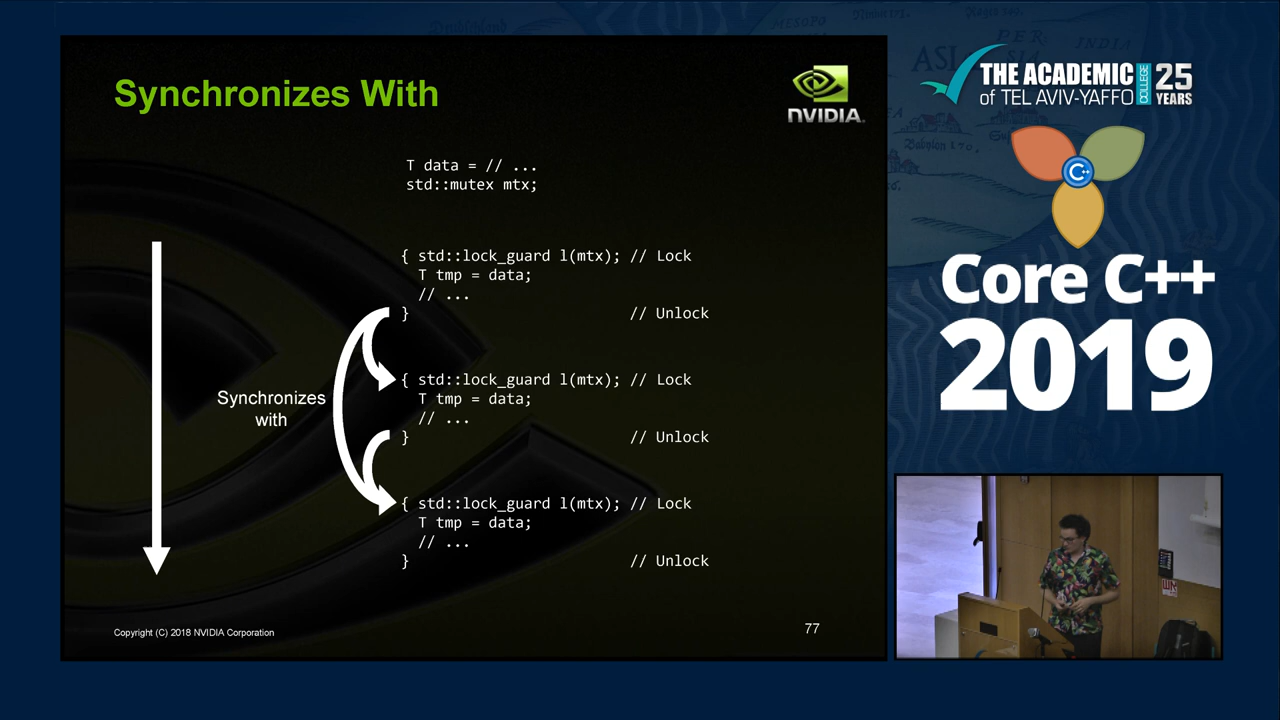 Synchronizes With
NVIDIA.
T data = // ...
std::mutex mtx;
{ std::lock_guard l(mtx); // Lock
T tmp = data;
// ...
} // Unlock
Synchronizes
with
{ std::lock_guard l(mtx); // Lock
T tmp = data;
// ...
} // Unlock
{ std::lock_guard l(mtx); // Lock
T tmp = data;
// ...
} // Unlock
Copyright (C) 2018 NVIDIA Corporation
77
THE ACADEMIC
of TEL AVIV-YAFFO
COLLEGE
25
YEARS
C++
Core C++
2019